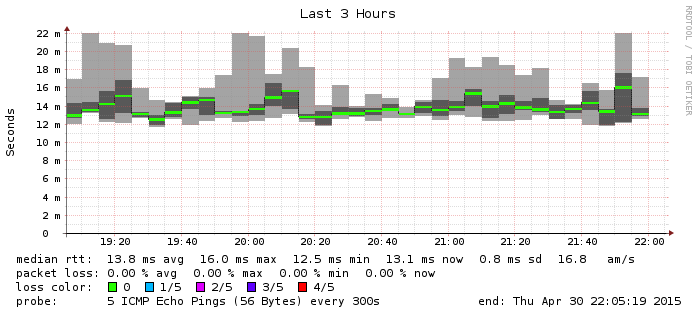 Last 3 Hours
RRDTOOL / TOBI OETIKER
Seconds
22 m
20 m
18 m
16 m
14 m
12 m
10 m
8 m
6 m
4 m
2 m
0
19:20 19:40 20:00 20:20 20:40 21:00 21:20 21:40 22:00
median rtt: 13.8 ms avg 16.0 ms max 12.5 ms min 13.1 ms now 0.8 ms sd 16.8 am/s
packet loss: 0.00 % avg 0.00 % max 0.00 % min 0.00 % now
loss color: 0 1/5 2/5 3/5 4/5
probe: 5 ICMP Echo Pings (56 Bytes) every 300s end: Thu Apr 30 22:05:19 2015